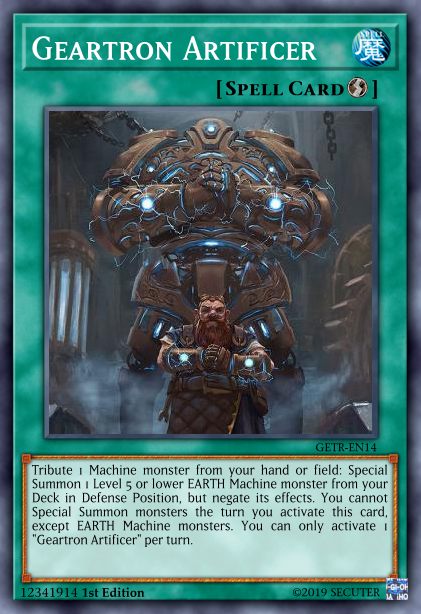 Geartron Artificer
魔
[Spell Card]
GETR-EN14
Tribute 1 Machine monster from your hand or field: Special
Summon 1 Level 5 or lower EARTH Machine monster from your
Deck in Defense Position, but negate its effects. You cannot
Special Summon monsters the turn you activate this card,
except EARTH Machine monsters. You can only activate 1
"Geartron Artificer" per turn.
12341914 1st Edition
©2019 SECUTER